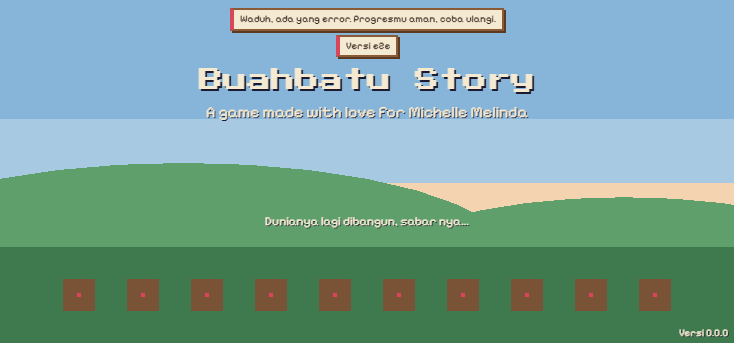 Waduh, ada yang error. Progresmu aman, coba ulangi.
Versi e2e
Buahbatu Story
A game made with love for Michelle Melinda
Dunianya lagi dibangun, sabar nya...
Versi 0.0.0